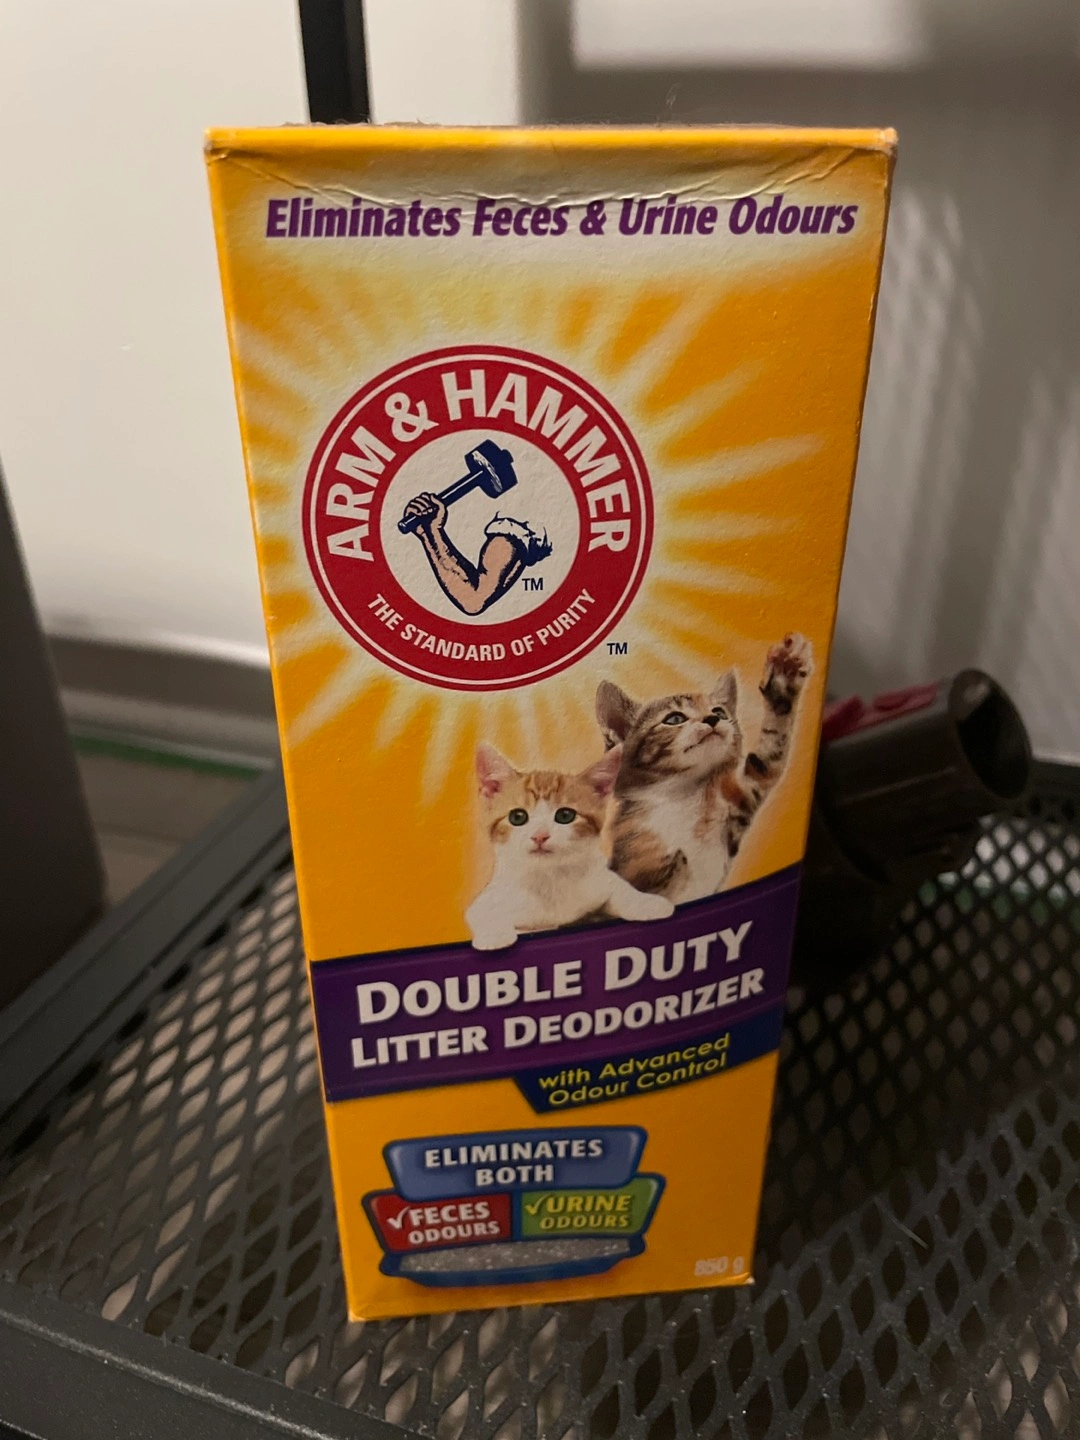 Eliminates Feces & Urine Odours
ARM & HAMMER
THE STANDARD OF PURITY
TM
TM
DOUBLE DUTY
LITTER DEODORIZER
with Advanced
Odour Control
ELIMINATES
BOTH
✓FECES
ODOURS
✓URINE
ODOURS
850 g